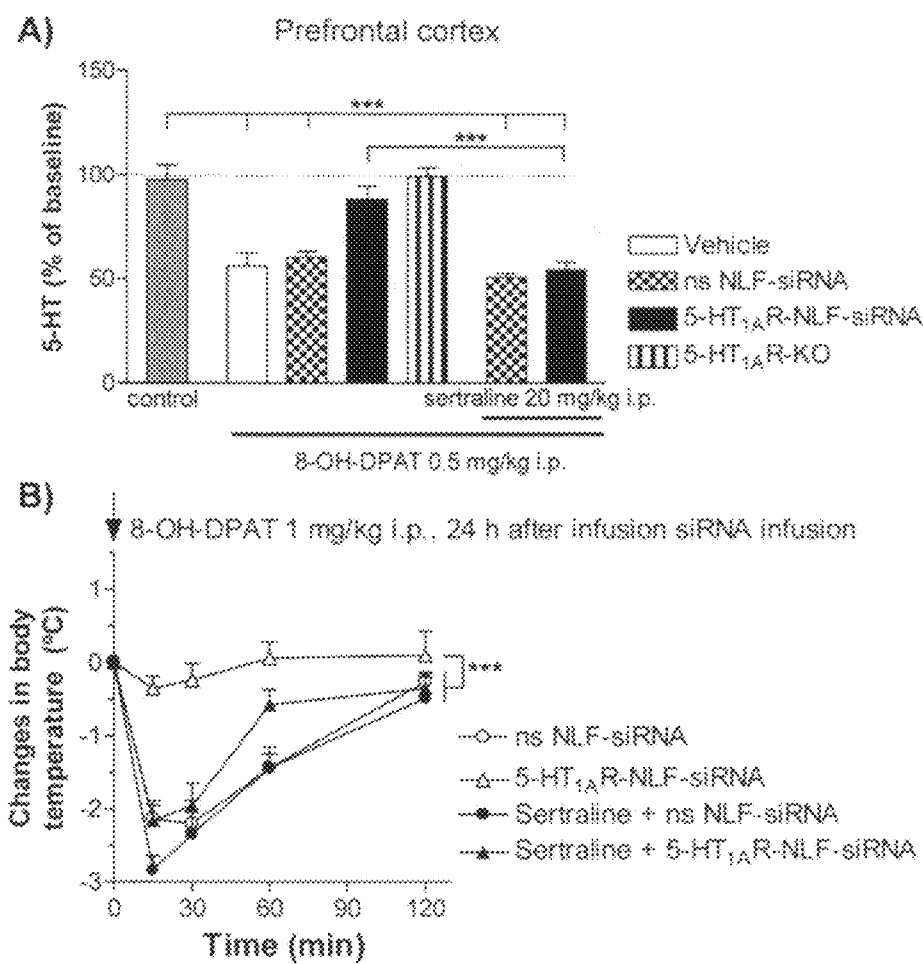 A)
Prefrontal cortex
5-HT (% of baseline)
150
100
50
0
***
***
control
sertraline 20 mg/kg i.p.
8-OH-DPAT 0.5 mg/kg i.p.
Vehicle
ns NLF-siRNA
5-HT1AR-NLF-siRNA
5-HT1AR-KO
B)
8-OH-DPAT 1 mg/kg i.p., 24 h after infusion siRNA infusion
Changes in body
temperature (ºC)
1
0
-1
-2
-3
***
0 30 60 90 120
Time (min)
ns NLF-siRNA
5-HT1AR-NLF-siRNA
Sertraline + ns NLF-siRNA
Sertraline + 5-HT1AR-NLF-siRNA